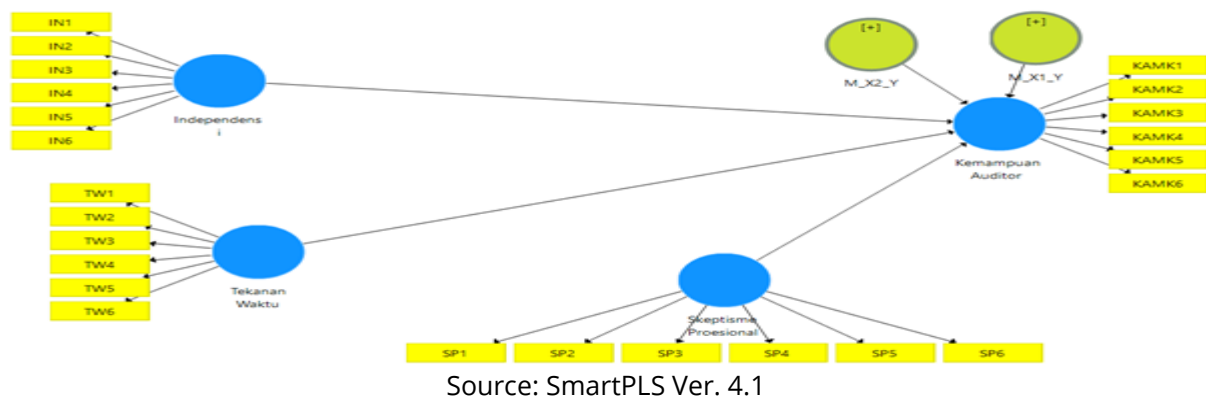 IN1
IN2
IN3
IN4
IN5
IN6
Independens
i
TW1
TW2
TW3
TW4
TW5
TW6
Tekanan
Waktu
[+]
M_X2_Y
[+]
M_X1_Y
KAMK1
KAMK2
KAMK3
KAMK4
KAMK5
KAMK6
Kemampuan
Auditor
Skeptisme
Proesional
SP1
SP2
SP3
SP4
SP5
SP6
Source: SmartPLS Ver. 4.1